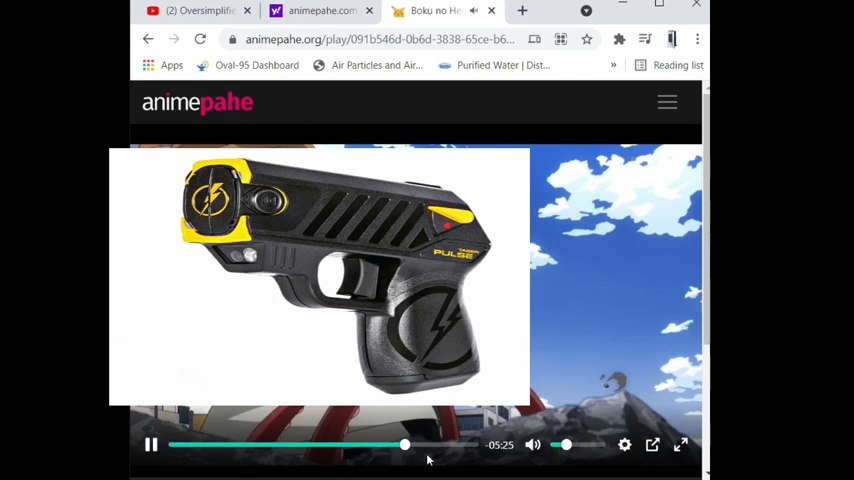 (2) Oversimplifie
animepahe.com
Boku no He
animepahe.org/play/091b546d-0b6d-3838-65ce-b6...
Apps
Oval-95 Dashboard
Air Particles and Air...
Purified Water | Dist...
»
Reading list
animepahe
TASER
PULSE
-05:25